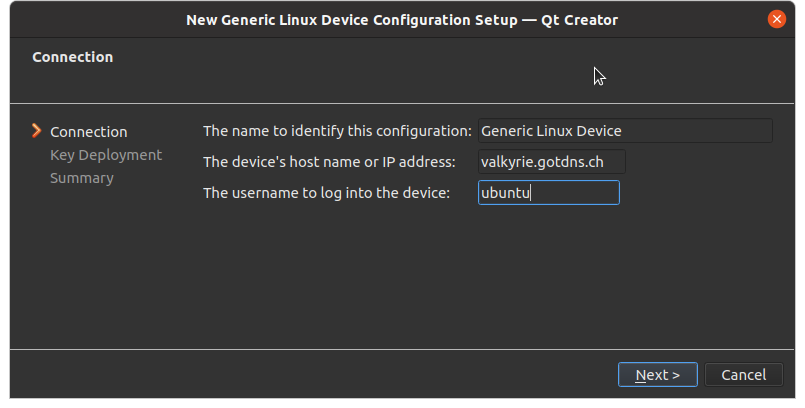 New Generic Linux Device Configuration Setup — Qt Creator
Connection
Connection
Key Deployment
Summary
The name to identify this configuration: Generic Linux Device
The device's host name or IP address: valkyrie.gotdns.ch
The username to log into the device: ubuntu
Next > Cancel